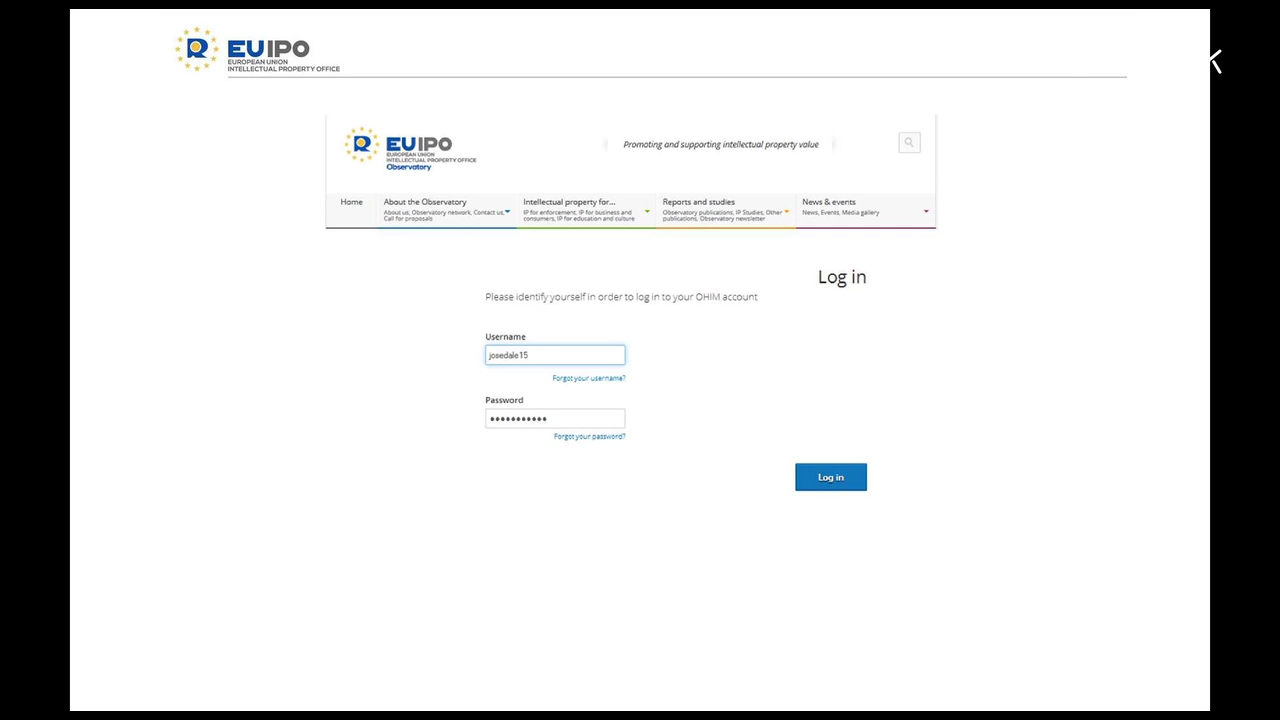 EUIPO
EUROPEAN UNION
INTELLECTUAL PROPERTY OFFICE
EUIPO
EUROPEAN UNION
INTELLECTUAL PROPERTY OFFICE
Observatory
Promoting and supporting intellectual property value
Home
About the Observatory
About us, Observatory network, Contact us,
Call for proposals
Intellectual property for...
IP for enforcement, IP for business and
consumers, IP for education and culture
Reports and studies
Observatory publications, IP Studies, Other
publications, Observatory newsletter
News & events
News, Events, Media gallery
Log in
Please identify yourself in order to log in to your OHIM account
Username
josedale15
Forgot your username?
Password
•••••••••••
Forgot your password?
Log in